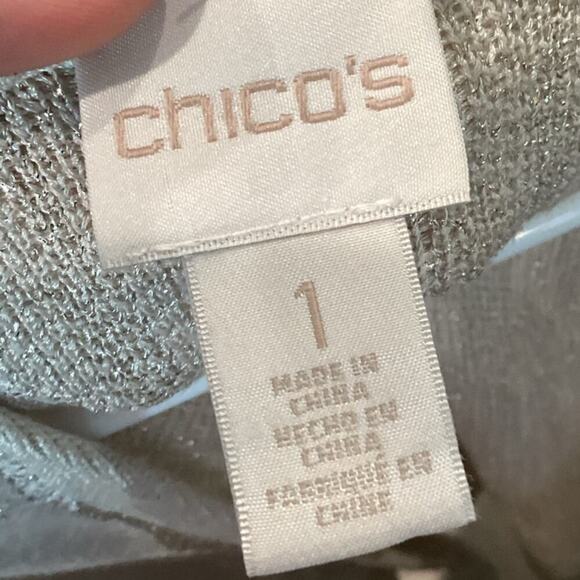 chico's
1
MADE IN
CHINA
HECHO EN
CHINA
FABRIQUÉ EN
CHINE